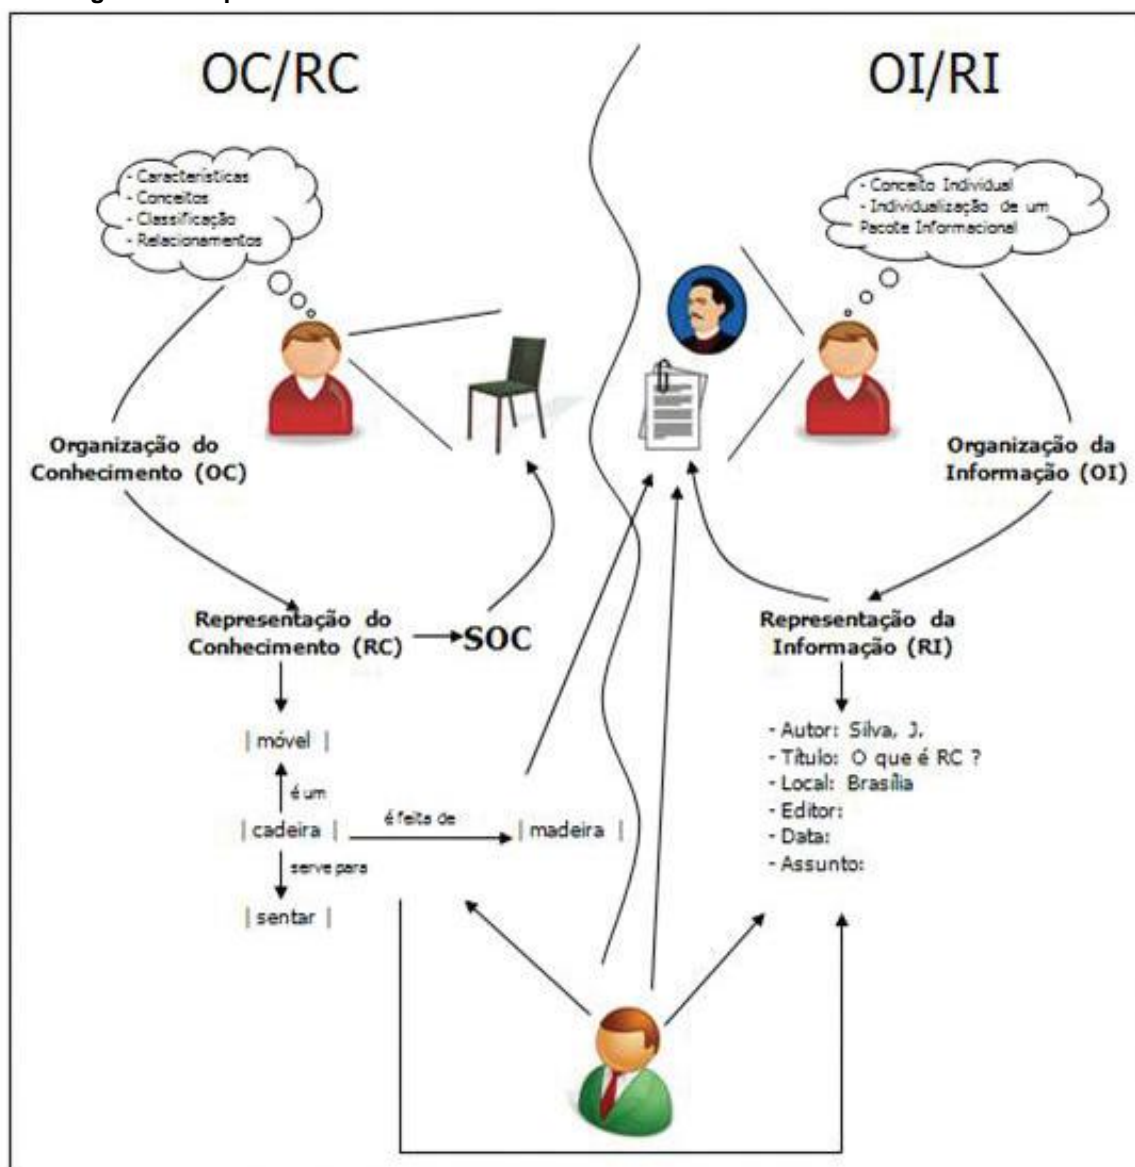 OC/RC
OI/RI
- Características
- Conceitos
- Classificação
- Relacionamentos
- Conceito Individual
- Individualização de um
Pacote Informacional
Organização do
Conhecimento (OC)
Organização da
Informação (OI)
Representação do
Conhecimento (RC)
SOC
Representação da
Informação (RI)
| móvel |
é um
| cadeira |
é feita de
| madeira |
serve para
| sentar |
- Autor: Silva, J.
- Título: O que é RC ?
- Local: Brasília
- Editor:
- Data:
- Assunto: